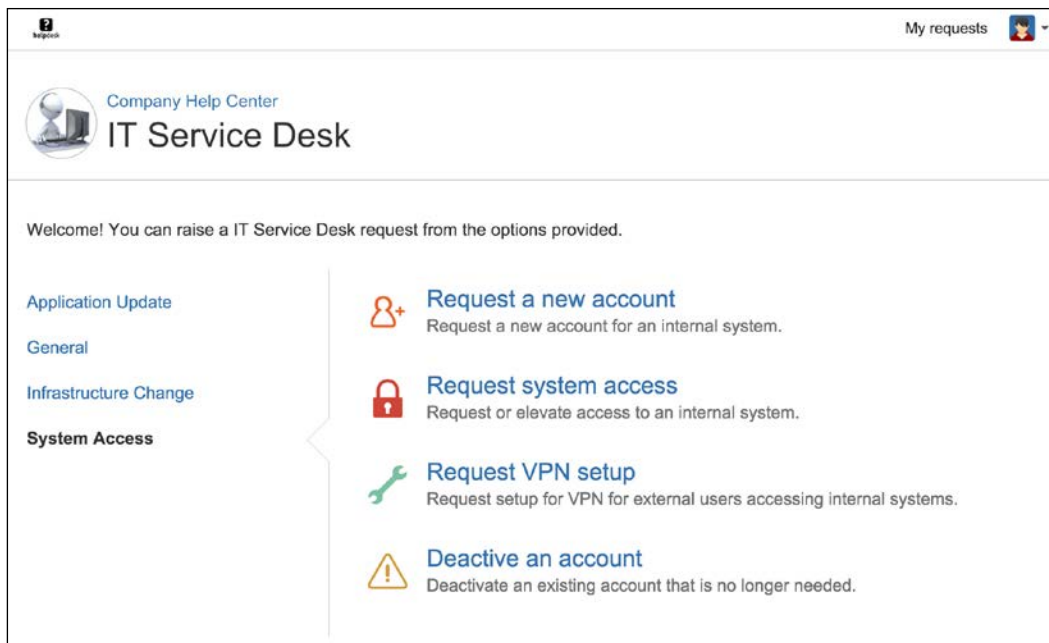 ?
helpdesk
My requests
Company Help Center
IT Service Desk
Welcome! You can raise a IT Service Desk request from the options provided.
Application Update
General
Infrastructure Change
System Access
Request a new account
Request a new account for an internal system.
Request system access
Request or elevate access to an internal system.
Request VPN setup
Request setup for VPN for external users accessing internal systems.
Deactive an account
Deactivate an existing account that is no longer needed.